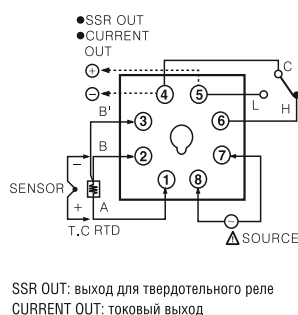 ●SSR OUT
●CURRENT
OUT
+
−
4
5
C
B'
3
6
L
H
B
2
7
−
SENSOR
1
8
+
A
T.C RTD
~
⚠ SOURCE
SSR OUT: выход для твердотельного реле
CURRENT OUT: токовый выход